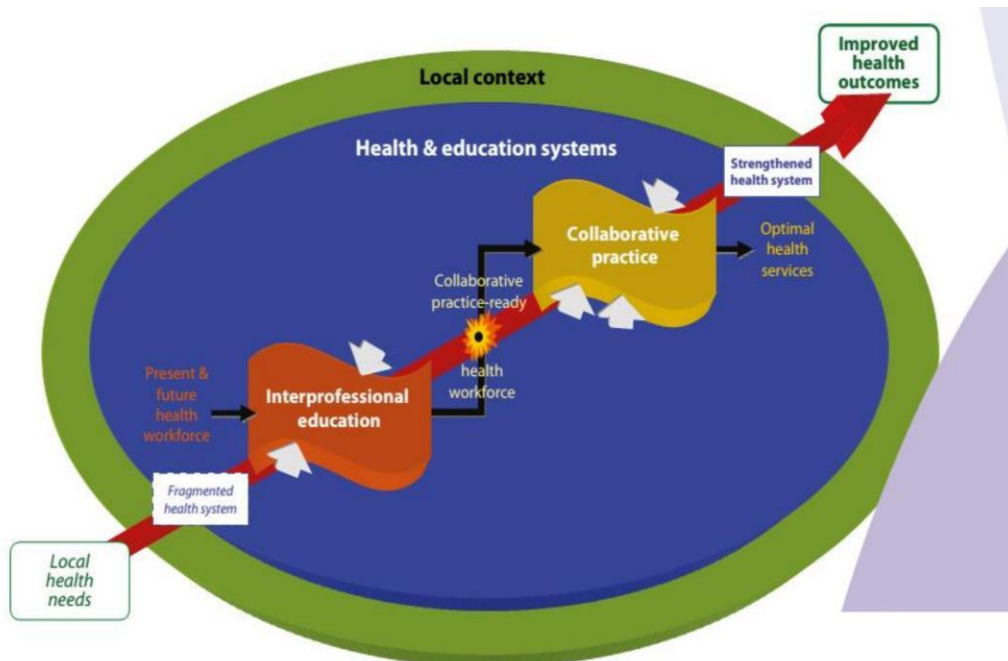 Improved
health
outcomes
Local context
Health & education systems
Strengthened
health system
Collaborative
practice
Optimal
health
services
Collaborative
practice-ready
health
workforce
Present &
future
health
workforce
Interprofessional
education
Fragmented
health system
Local
health
needs